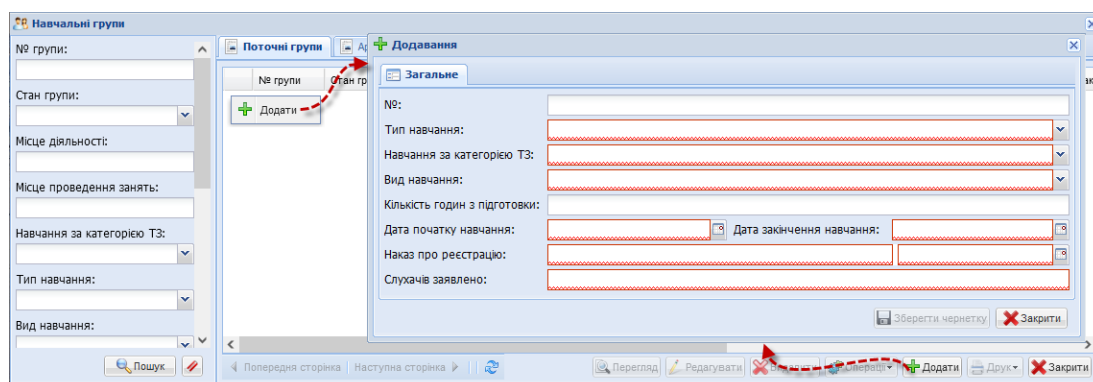 Навчальні групи
№ групи:
Стан групи:
Місце діяльності:
Місце проведення занять:
Навчання за категорією ТЗ:
Тип навчання:
Вид навчання:
Пошук
Поточні групи
№ групи
Додати
Додавання
Загальне
№:
Тип навчання:
Навчання за категорією ТЗ:
Вид навчання:
Кількість годин з підготовки:
Дата початку навчання: Дата закінчення навчання:
Наказ про реєстрацію:
Слухачів заявлено:
Зберегти чернетку Закрити
Попередня сторінка Наступна сторінка Перегляд Редагувати Операції Додати Друк Закрити